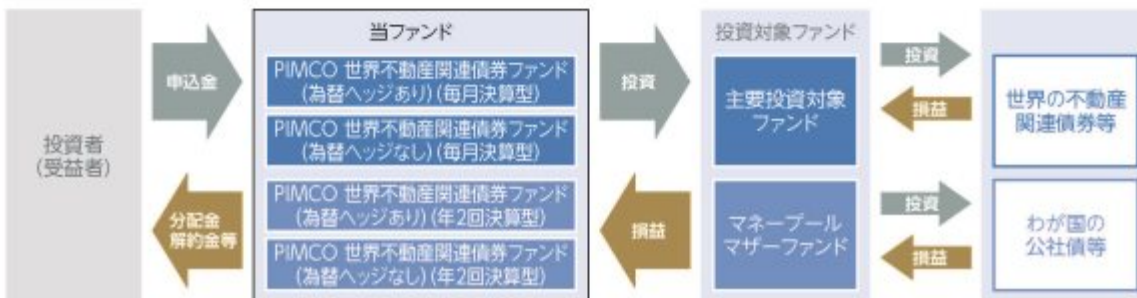 投資者
(受益者)
申込金
分配金
解約金等
当ファンド
PIMCO 世界不動産関連債券ファンド
(為替ヘッジあり)(毎月決算型)
PIMCO 世界不動産関連債券ファンド
(為替ヘッジなし)(毎月決算型)
PIMCO 世界不動産関連債券ファンド
(為替ヘッジあり)(年2回決算型)
PIMCO 世界不動産関連債券ファンド
(為替ヘッジなし)(年2回決算型)
投資
損益
投資対象ファンド
主要投資対象
ファンド
マネープール
マザーファンド
投資
損益
投資
損益
世界の不動産
関連債券等
わが国の
公社債等